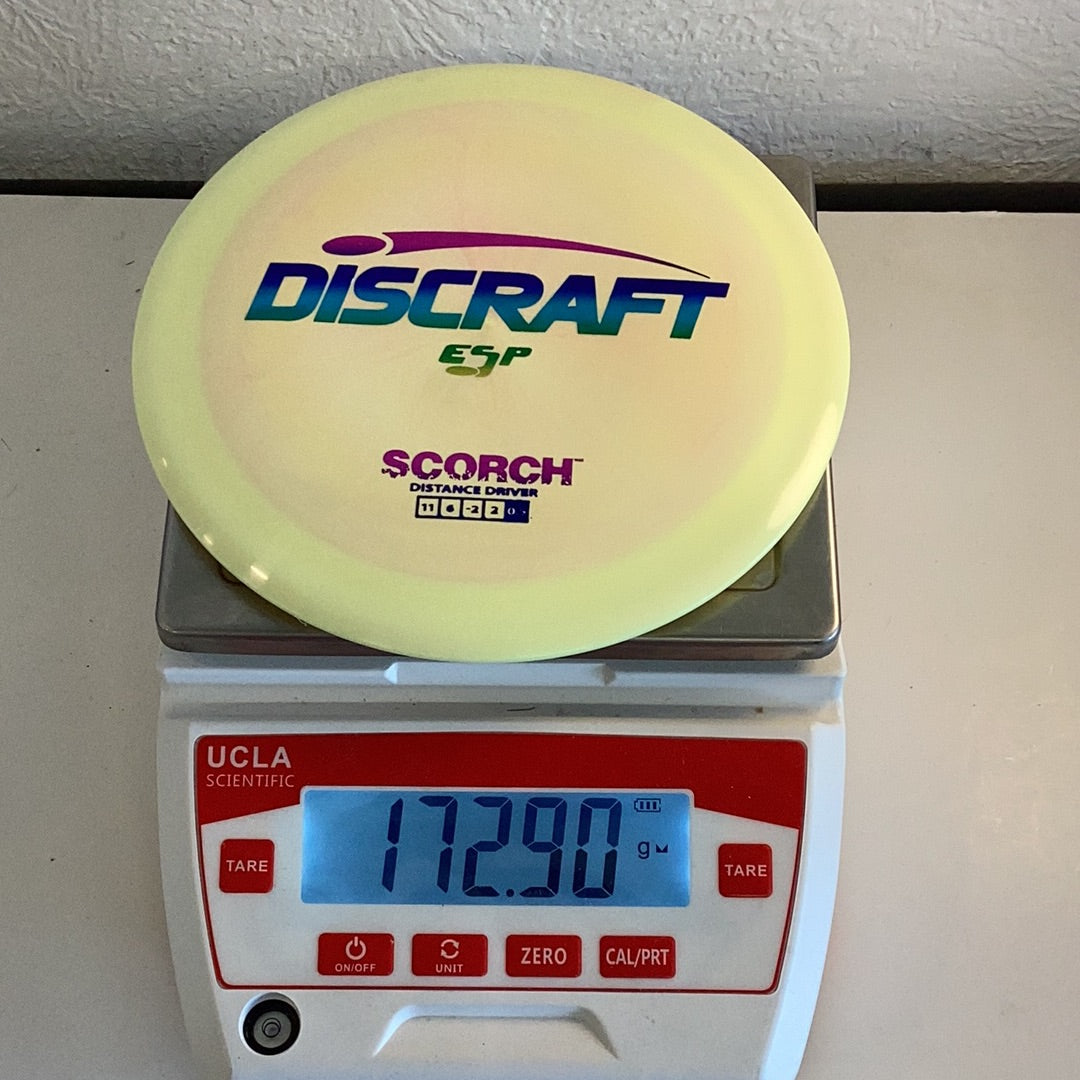 DISCRAFT
ESP
SCORCH™
DISTANCE DRIVER
11 6 -2 2
UCLA
SCIENTIFIC
172.90 g
TARE
TARE
ON/OFF
UNIT
ZERO
CAL/PRT